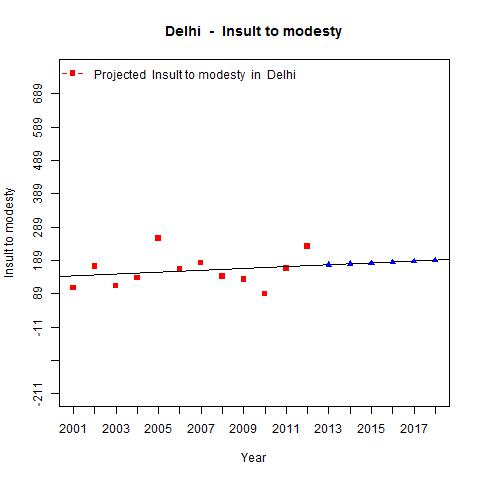 Delhi - Insult to modesty
Projected Insult to modesty in Delhi
Insult to modesty
689
589
489
389
289
189
89
-11
-211
2001 2003 2005 2007 2009 2011 2013 2015 2017
Year